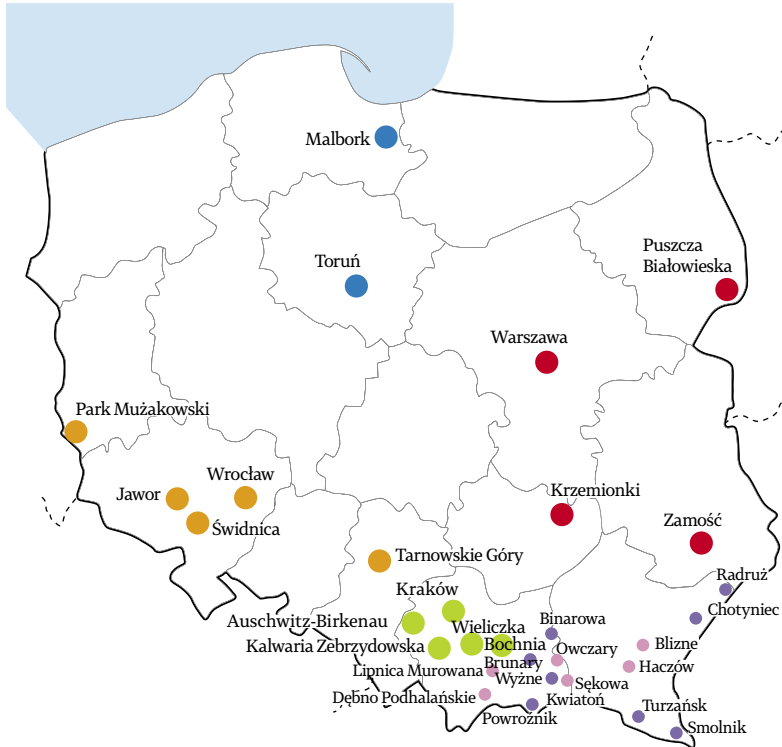 Malbork
Puszcza
Białowieska
Toruń
Warszawa
Park Mużakowski
Wrocław
Jawor
Krzemionki
Świdnica
Zamość
Tarnowskie Góry
Radruż
Kraków
Chotyniec
Auschwitz-Birkenau
Binarowa
Wieliczka
Kalwaria Zebrzydowska
Bochnia
Owczary
Blizne
Lipnica Murowana
Brunary
Wyżne
Haczów
Sękowa
Dębno Podhalańskie
Kwiatoń
Turzańsk
Powroźnik
Smolnik